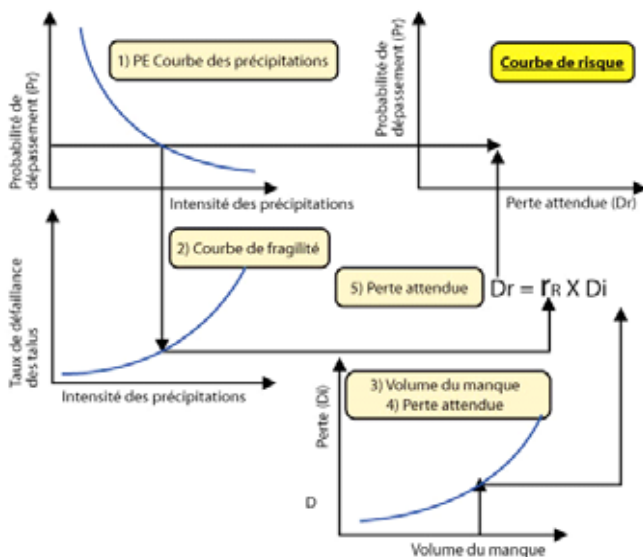 Probabilité de
dépassement (Pr)
1) PE Courbe des précipitations
Intensité des précipitations
Probabilité de
dépassement (Pr)
Courbe de risque
Perte attendue (Dr)
Taux de défaillance
des talus
2) Courbe de fragilité
Intensité des précipitations
5) Perte attendue
Dr = rR X Di
Perte (Di)
3) Volume du manque
4) Perte attendue
D
Volume du manque